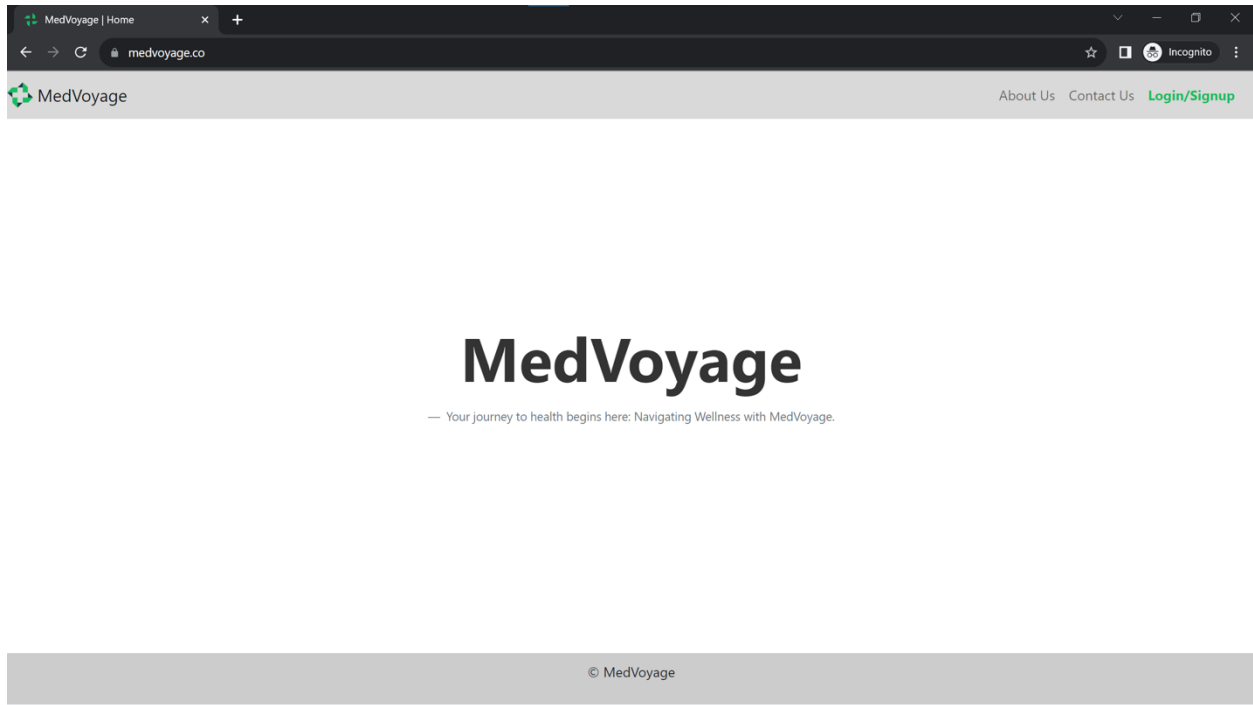 MedVoyage | Home
medvoyage.co
Incognito
MedVoyage
About Us Contact Us Login/Signup
MedVoyage
— Your journey to health begins here: Navigating Wellness with MedVoyage.
© MedVoyage